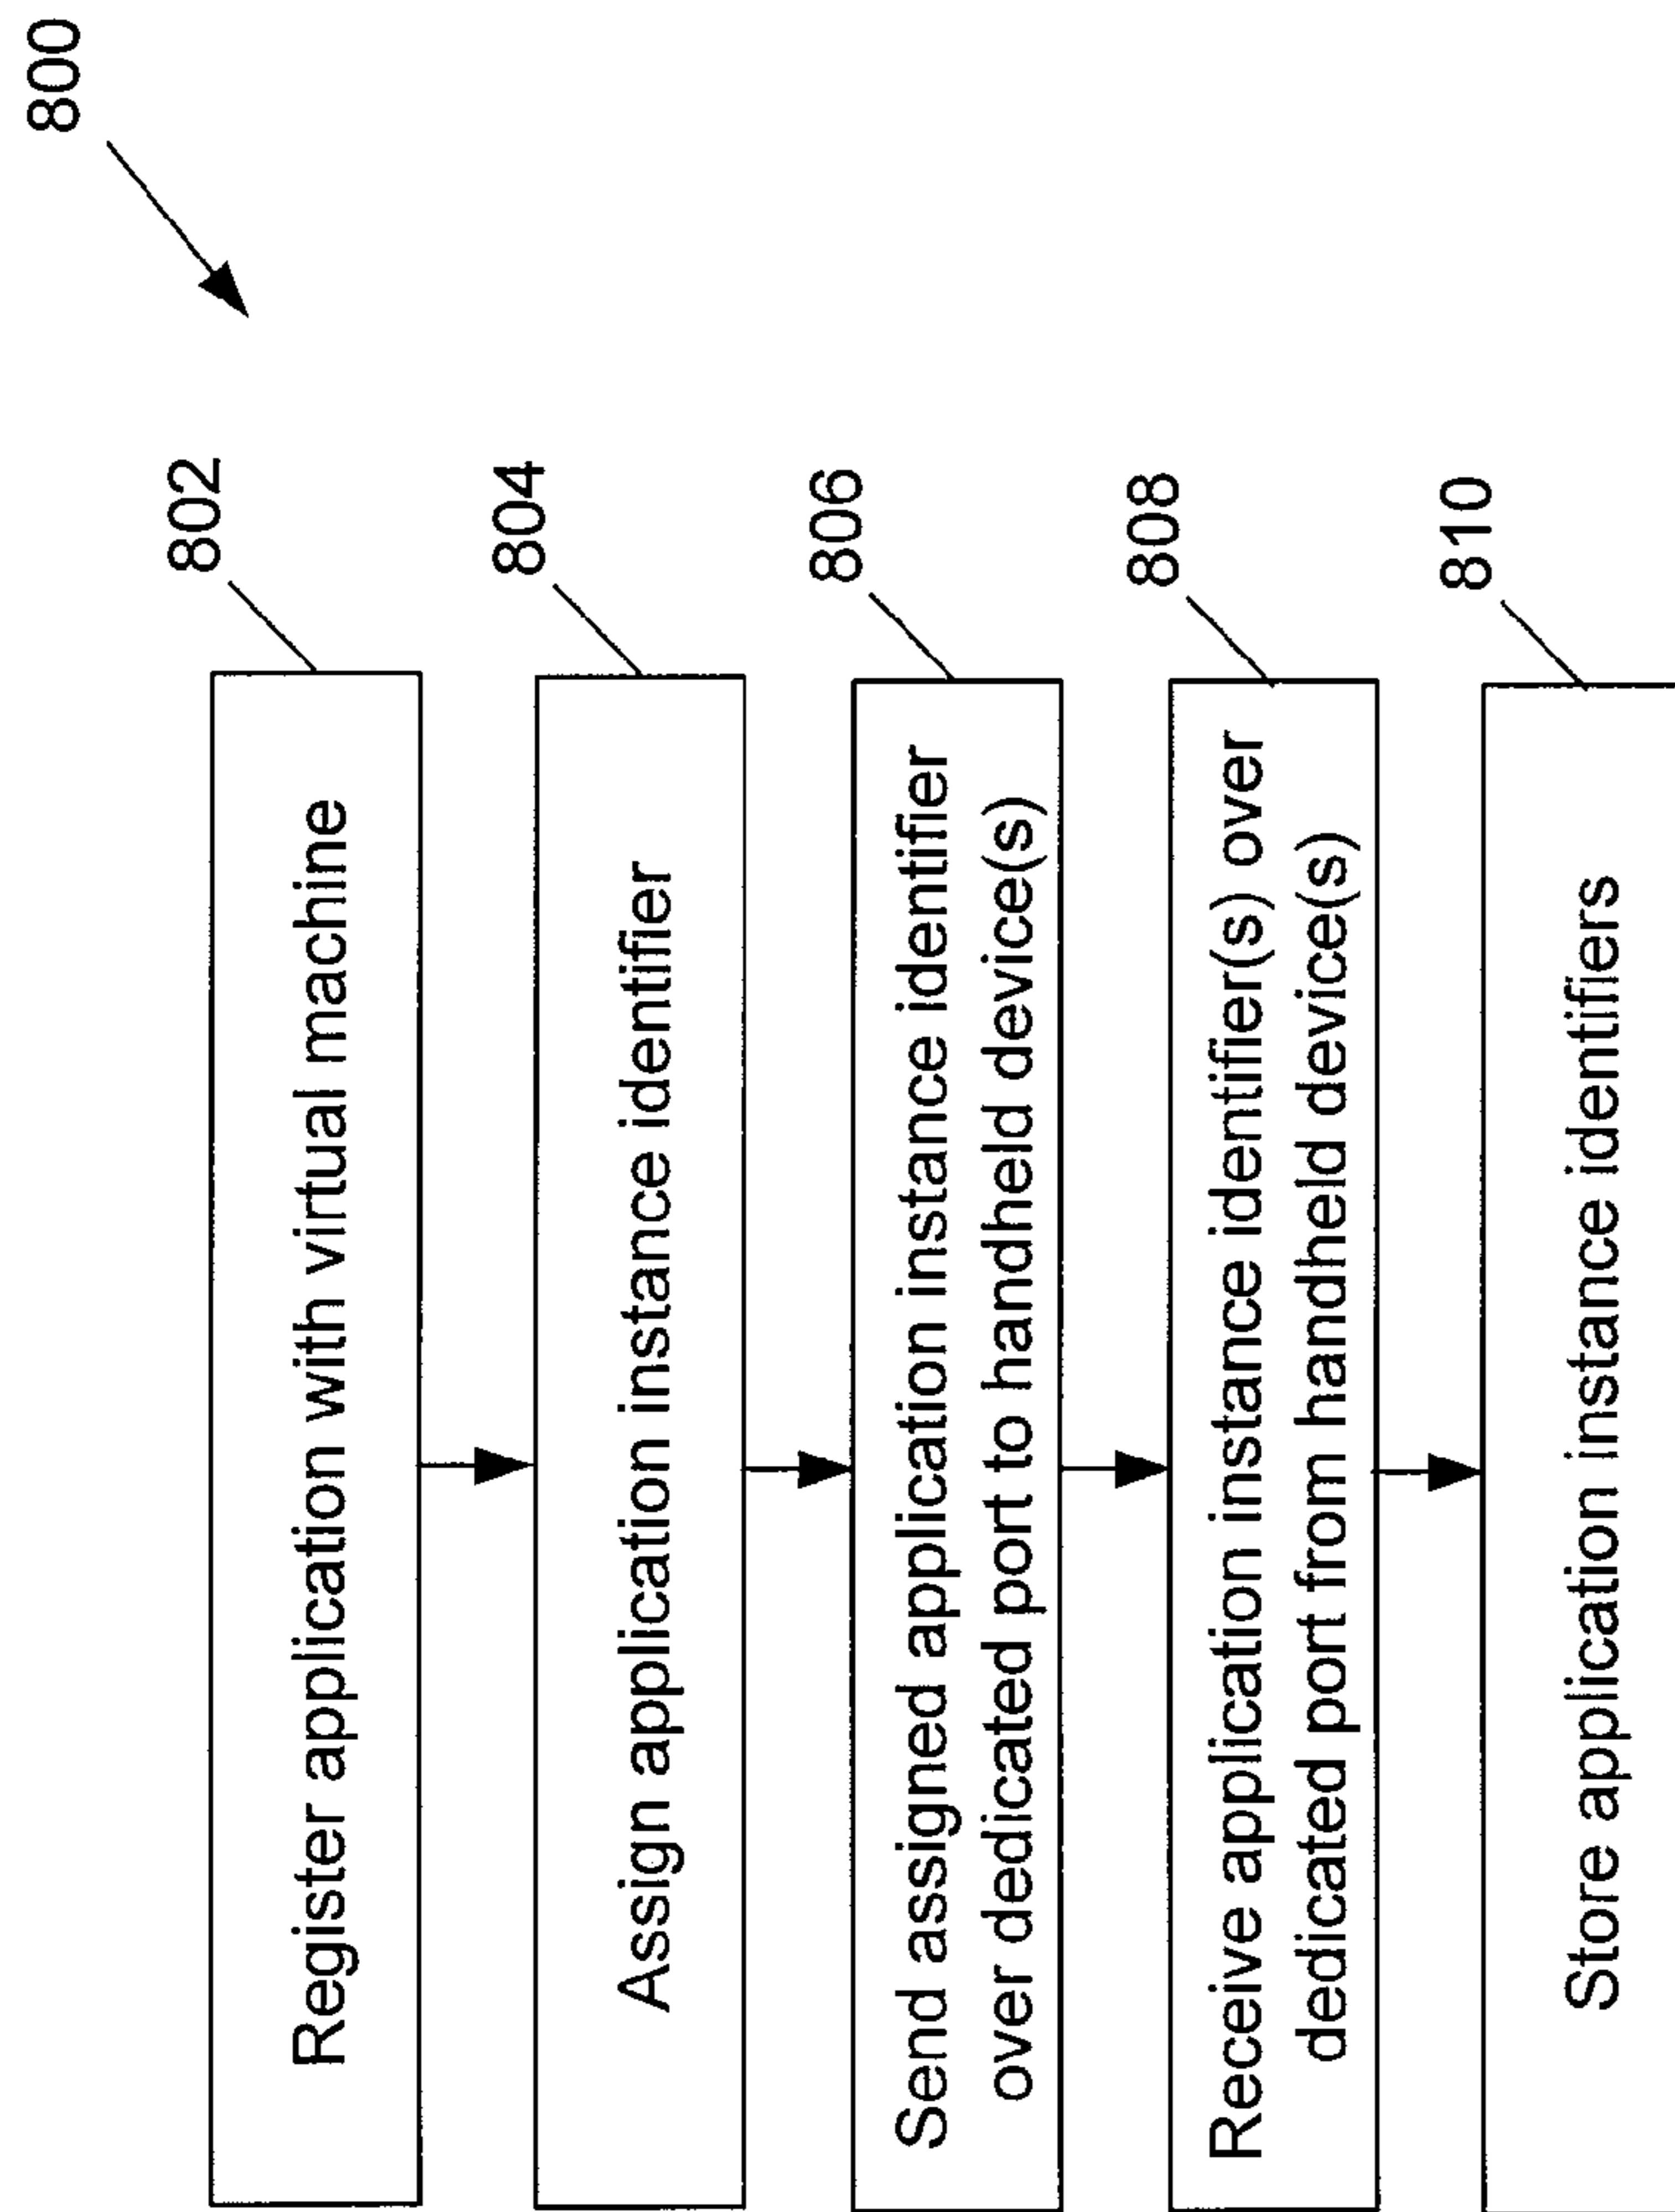 800
802
Register application with virtual machine
804
Assign application instance identifier
806
Send assigned application instance identifier
over dedicated port to handheld device(s)
808
Receive application instance identifier(s) over
dedicated port from handheld device(s)
810
Store application instance identifiers